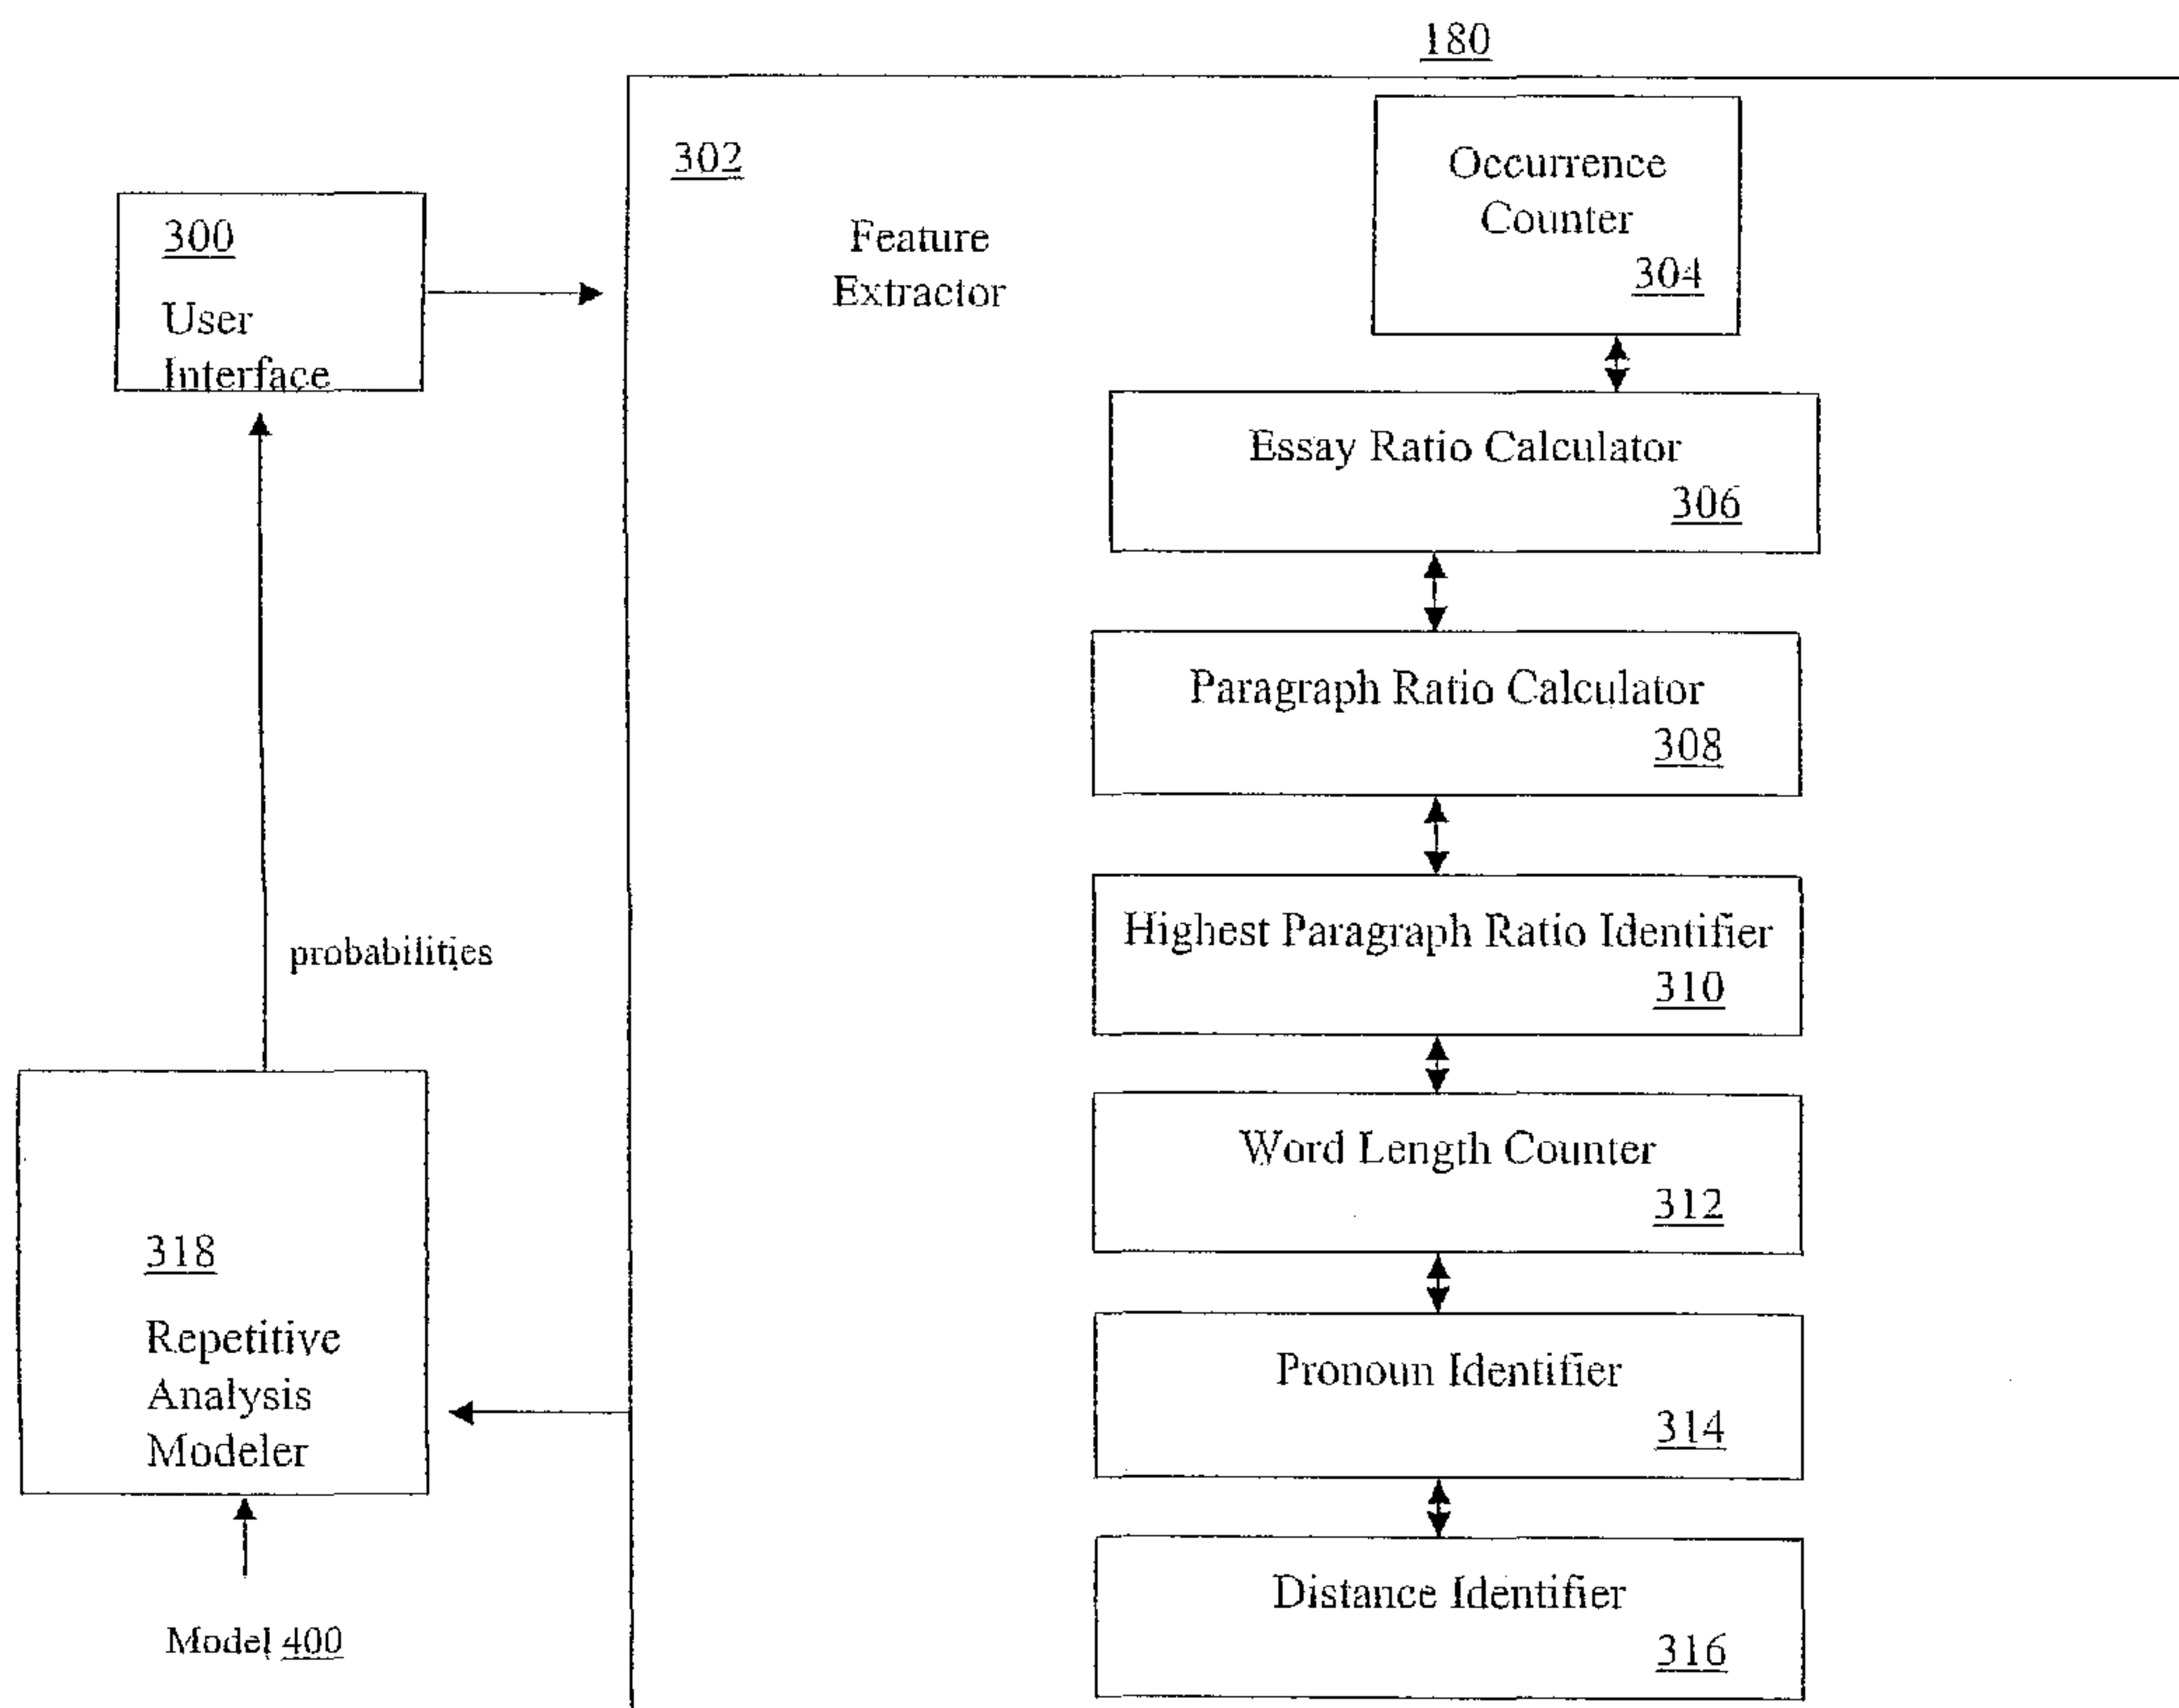 180
302
Feature
Extractor
Occurrence
Counter
304
300
User
Interface
Essay Ratio Calculator
306
Paragraph Ratio Calculator
308
Highest Paragraph Ratio Identifier
310
probabilities
Word Length Counter
312
318
Repetitive
Analysis
Modeler
Pronoun Identifier
314
Distance Identifier
316
Model 400